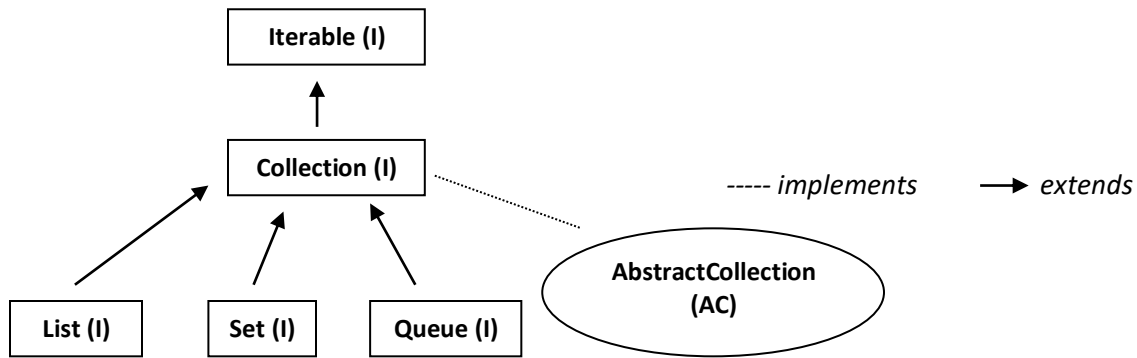 Iterable (I)
Collection (I)
----- implements
extends
AbstractCollection
(AC)
List (I)
Set (I)
Queue (I)